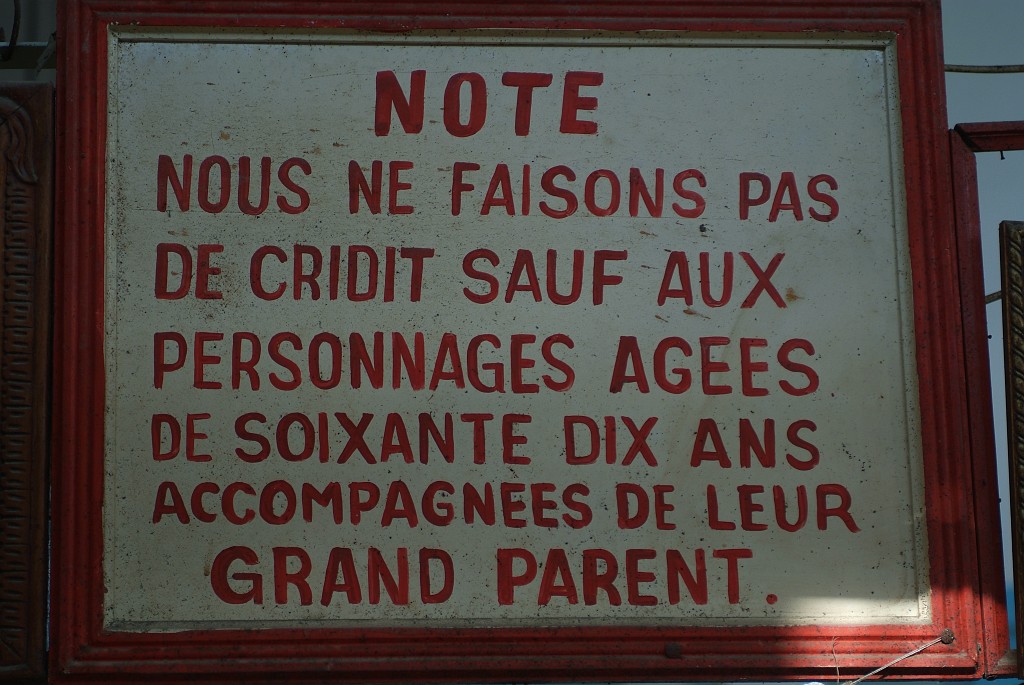 NOTE
NOUS NE FAISONS PAS
DE CRIDIT SAUF AUX
PERSONNAGES AGEES
DE SOIXANTE DIX ANS
ACCOMPAGNEES DE LEUR
GRAND PARENT.